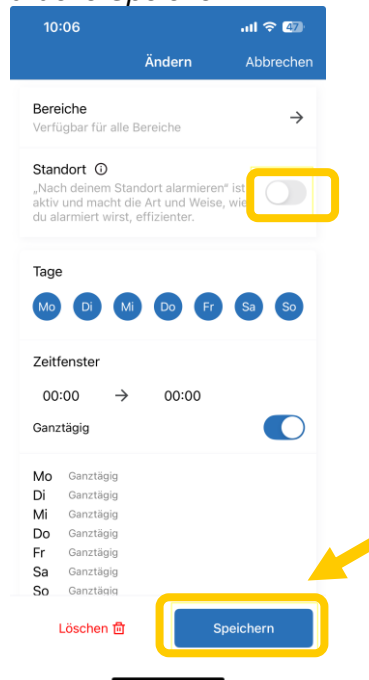 10:06
47
Ändern
Abbrechen
Bereiche
Verfügbar für alle Bereiche
Standort
„Nach deinem Standort alarmieren“ ist
aktiv und macht die Art und Weise, wie
du alarmiert wirst, effizienter.
Tage
Mo Di Mi Do Fr Sa So
Zeitfenster
00:00 → 00:00
Ganztägig
Mo Ganztägig
Di Ganztägig
Mi Ganztägig
Do Ganztägig
Fr Ganztägig
Sa Ganztägig
So Ganztägig
Löschen
Speichern